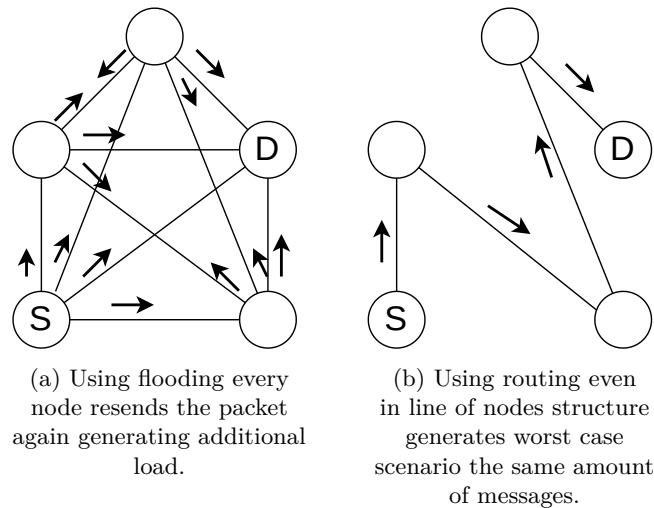 D
S
(a) Using flooding every
node resends the packet
again generating additional
load.
D
S
(b) Using routing even
in line of nodes structure
generates worst case
scenario the same amount
of messages.